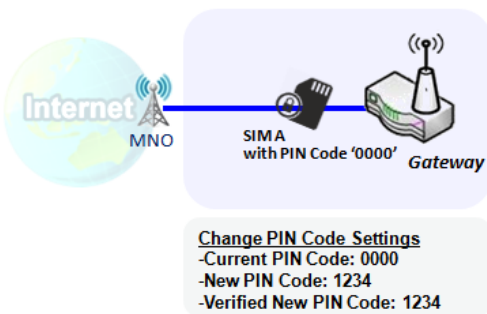 Internet
MNO
SIM A
with PIN Code ‘0000’
Gateway
Change PIN Code Settings
-Current PIN Code: 0000
-New PIN Code: 1234
-Verified New PIN Code: 1234